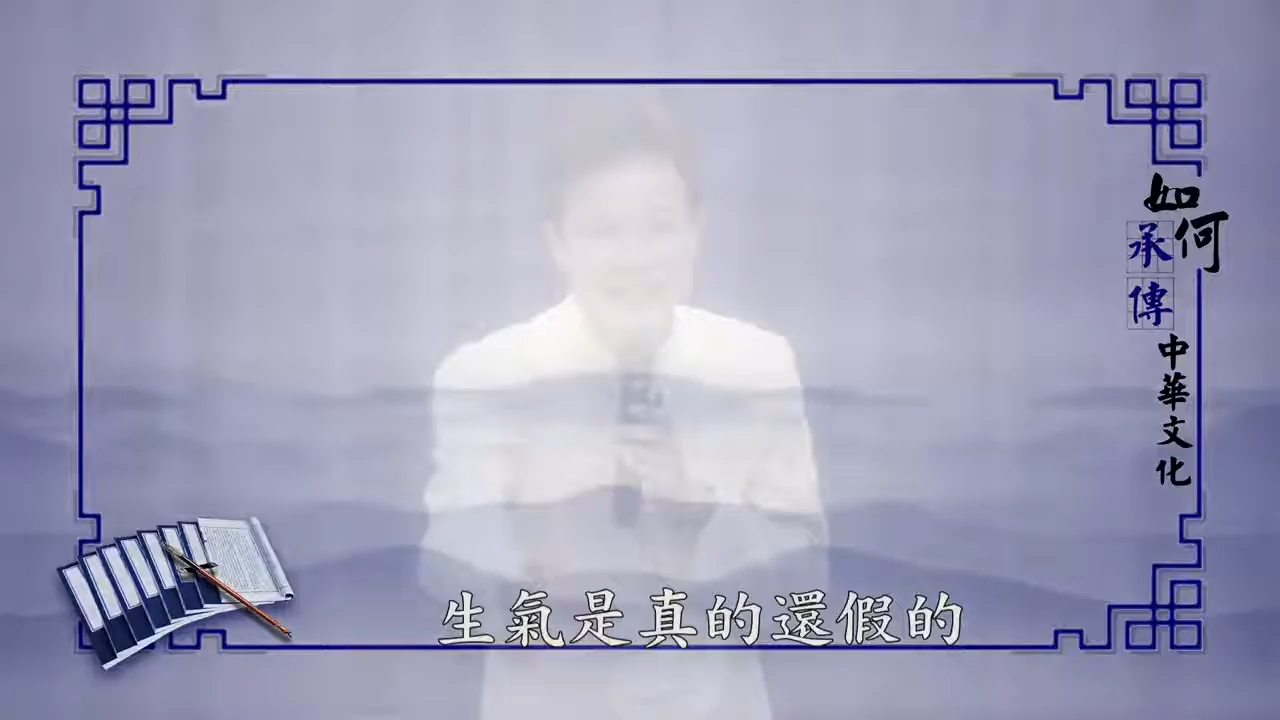 如何
承傳
中華文化
生氣是真的還假的